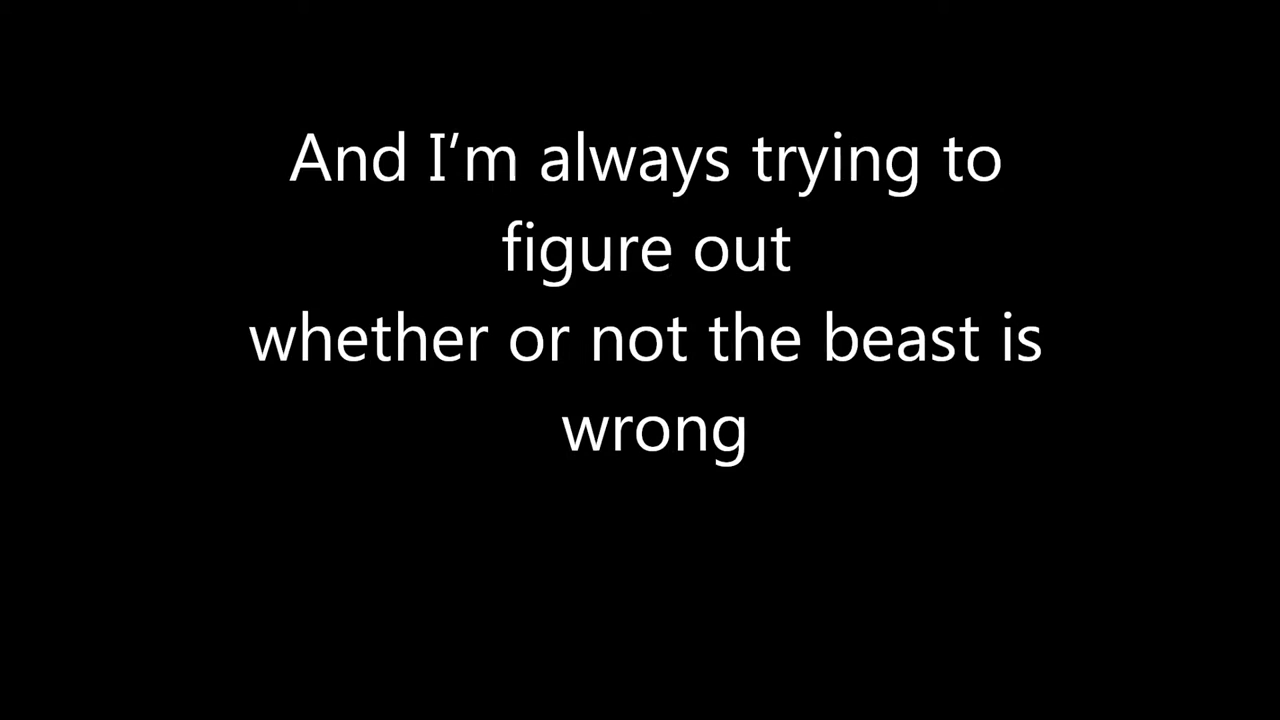 And I’m always trying to
figure out
whether or not the beast is
wrong